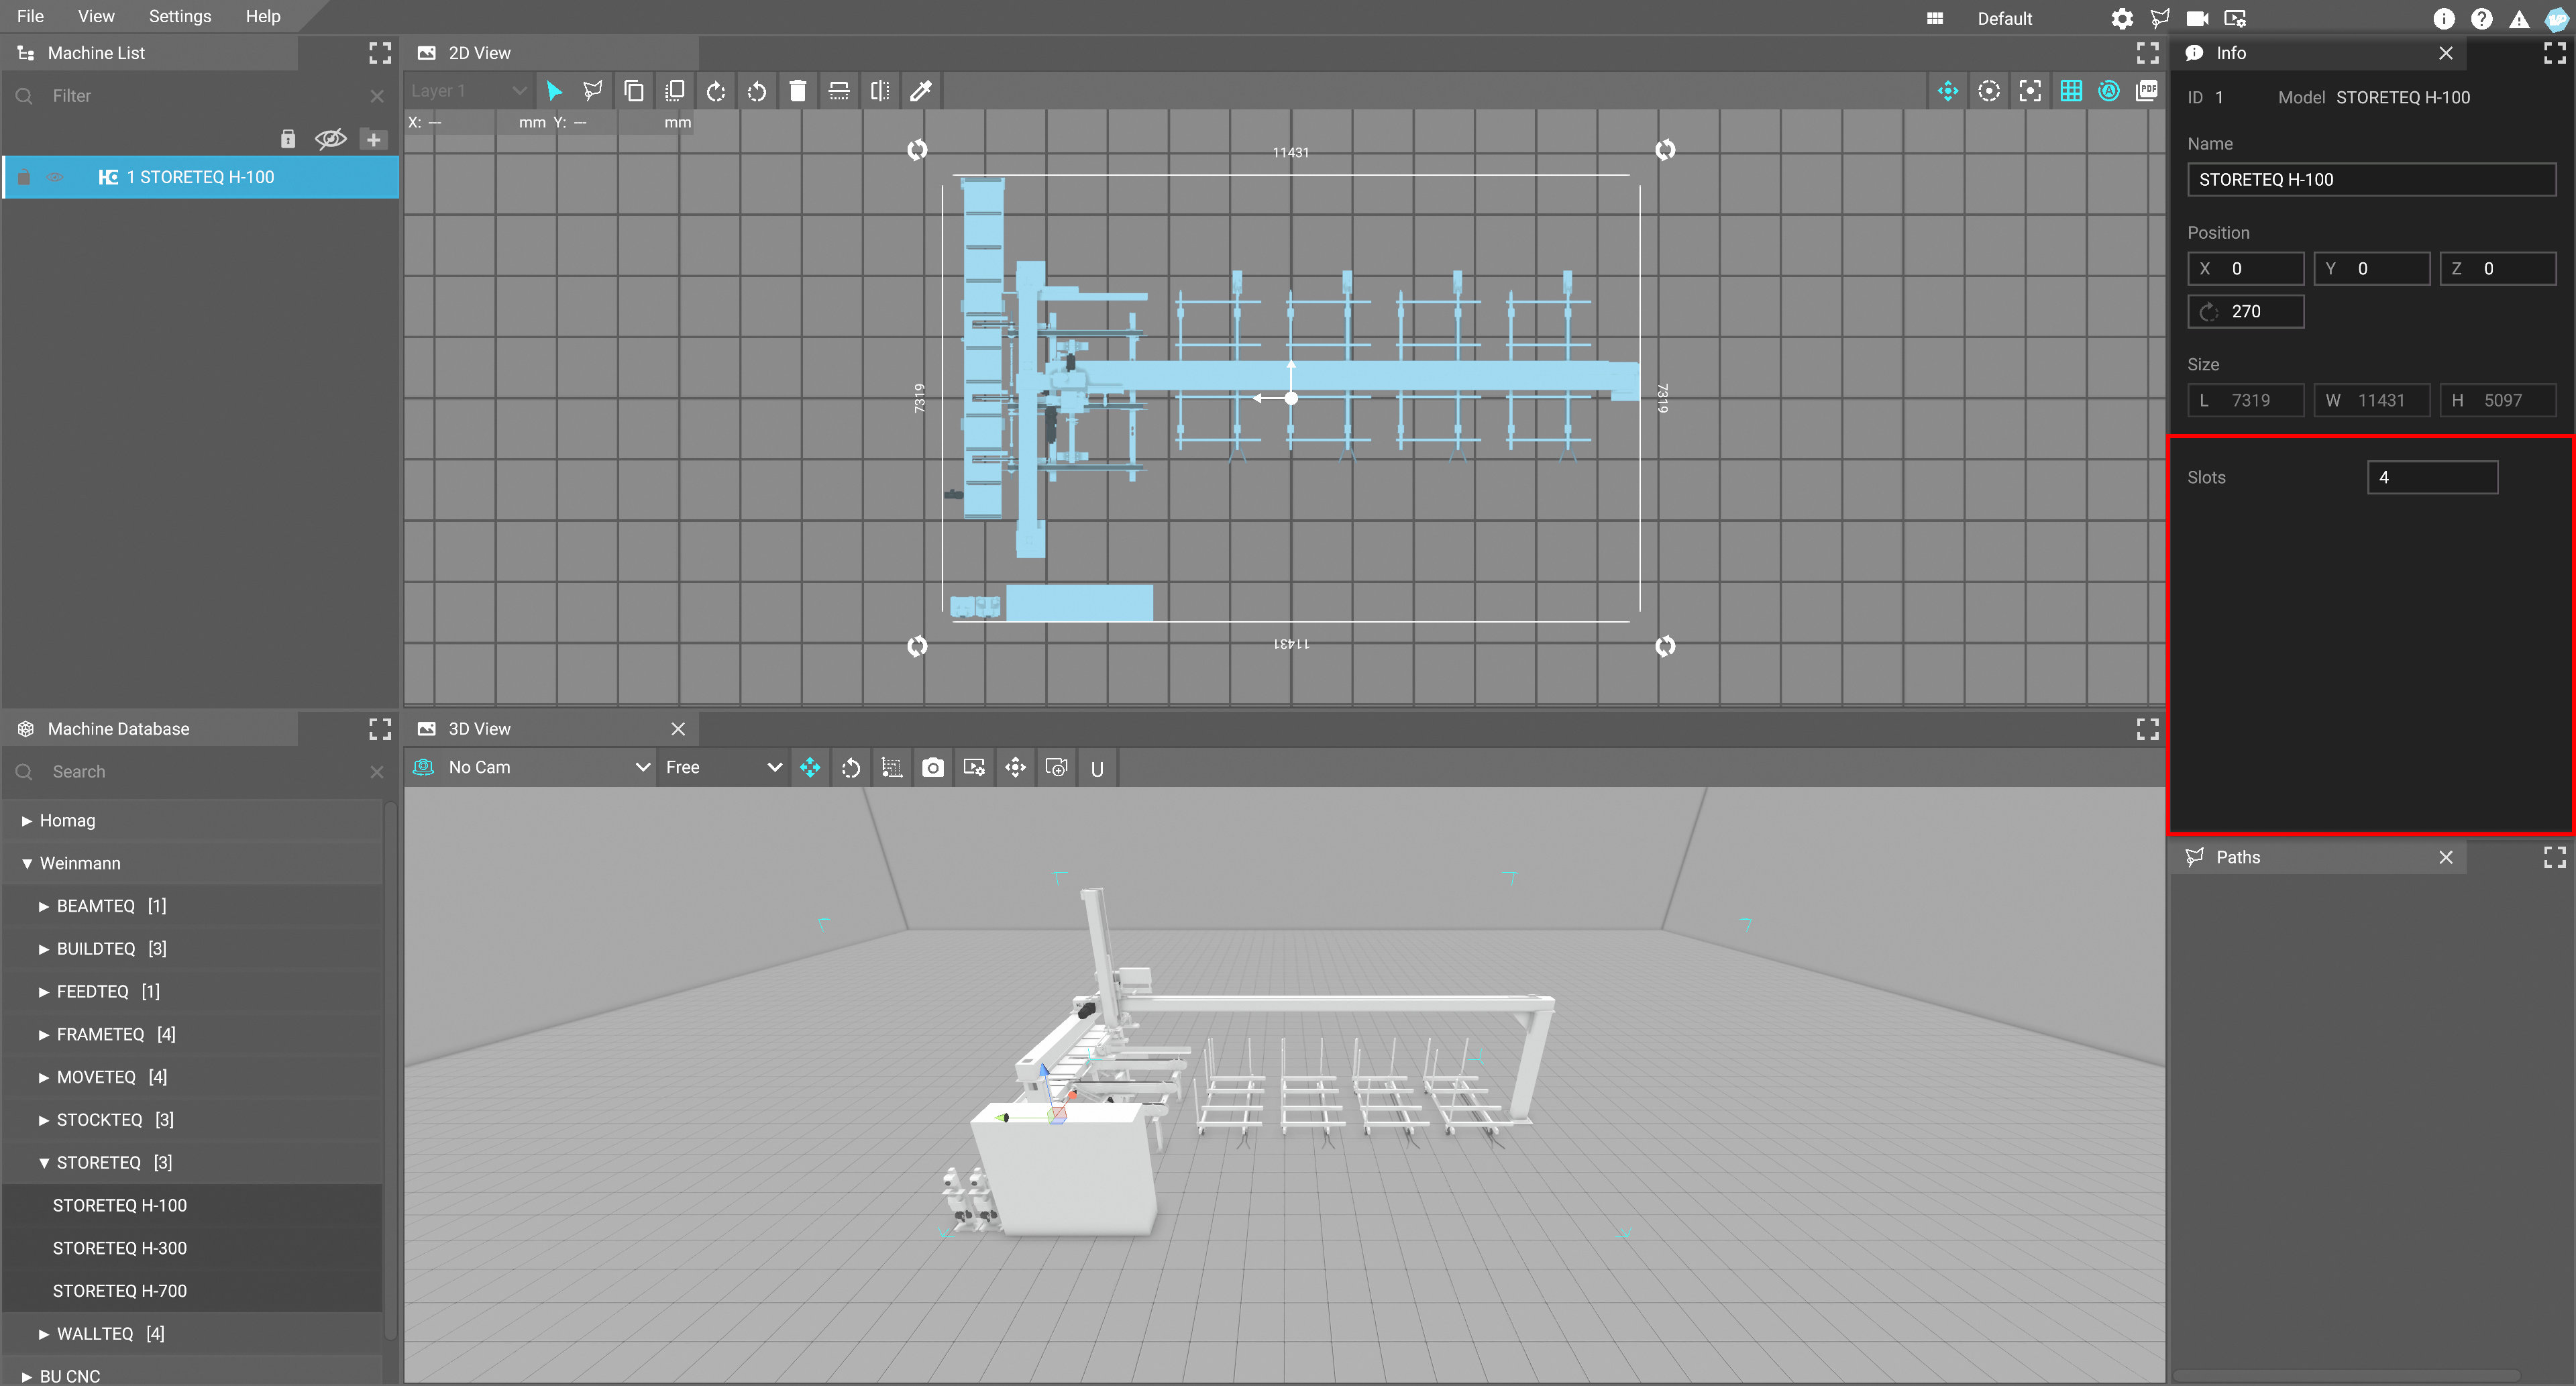 File View Settings Help
Default
Machine List
Filter
1 STORETEQ H-100
2D View
Layer 1
PDF
X: --- mm Y: --- mm
11431
7319
7319
11431
Machine Database
Search
Homag
Weinmann
BEAMTEQ [1]
BUILDTEQ [3]
FEEDTEQ [1]
FRAMETEQ [4]
MOVETEQ [4]
STOCKTEQ [3]
STORETEQ [3]
STORETEQ H-100
STORETEQ H-300
STORETEQ H-700
WALLTEQ [4]
BU CNC
3D View
No Cam
Free
U
Info
ID 1 Model STORETEQ H-100
Name
STORETEQ H-100
Position
X 0 Y 0 Z 0
270
Size
L 7319 W 11431 H 5097
Slots 4
Paths